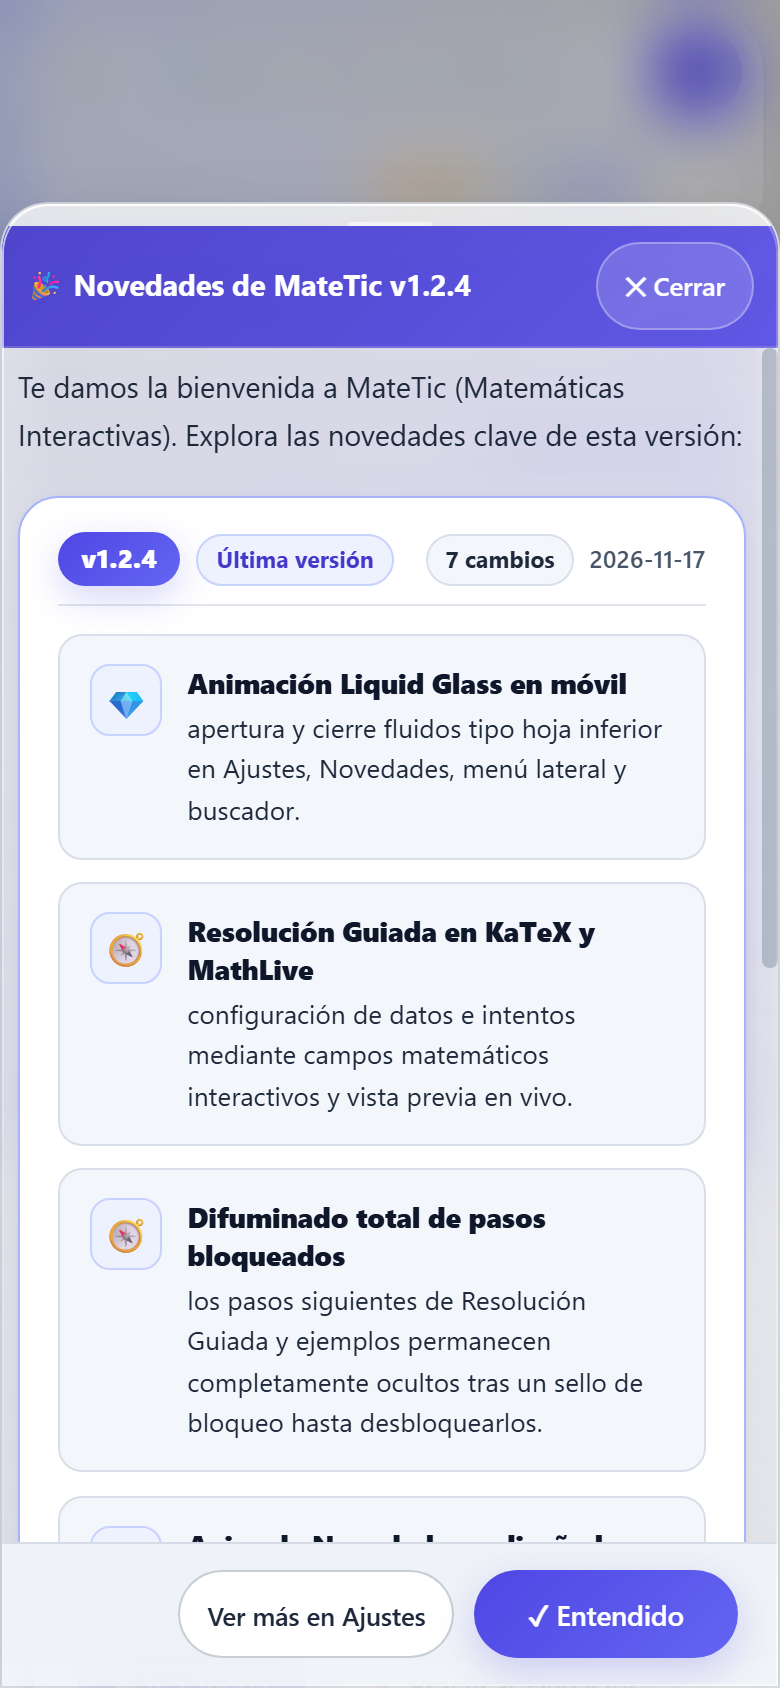 🎉 Novedades de MateTic v1.2.4
✕ Cerrar
Te damos la bienvenida a MateTic (Matemáticas
Interactivas). Explora las novedades clave de esta versión:
v1.2.4 Última versión 7 cambios 2026-11-17
Animación Liquid Glass en móvil
apertura y cierre fluidos tipo hoja inferior
en Ajustes, Novedades, menú lateral y
buscador.
Resolución Guiada en KaTeX y
MathLive
configuración de datos e intentos
mediante campos matemáticos
interactivos y vista previa en vivo.
Difuminado total de pasos
bloqueados
los pasos siguientes de Resolución
Guiada y ejemplos permanecen
completamente ocultos tras un sello de
bloqueo hasta desbloquearlos.
Ver más en Ajustes
✓ Entendido